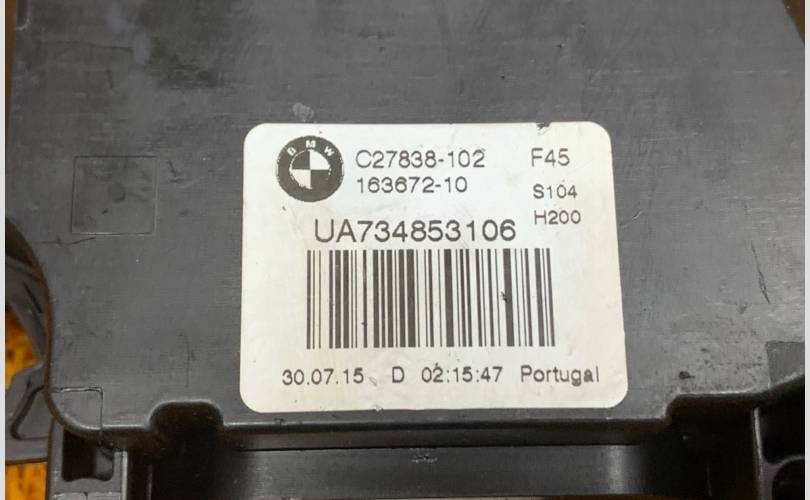 BMW
C27838-102 F45
163672-10 S104
H200
UA734853106
30.07.15 D 02:15:47 Portugal